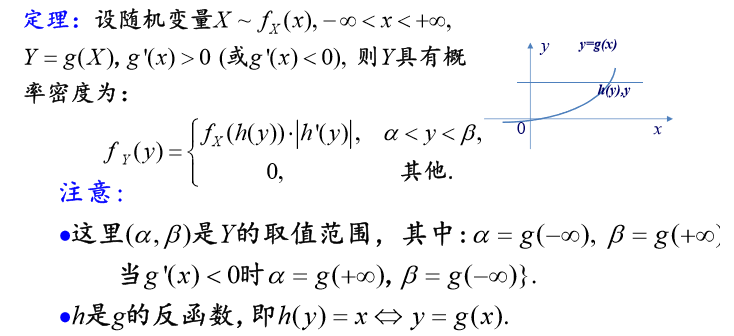 定理：设随机变量X ~ f_X(x), −∞ < x < +∞,
Y = g(X), g'(x) > 0 (或g'(x) < 0), 则Y具有概
率密度为：
f_Y(y) = { f_X(h(y))·|h'(y)|, α < y < β,
0, 其他.
y
y=g(x)
h(y),y
0
x
注意:
●这里(α, β)是Y的取值范围，其中: α = g(−∞), β = g(+∞)
当g'(x) < 0时α = g(+∞), β = g(−∞)}.
●h是g的反函数, 即h(y) = x ⇔ y = g(x).